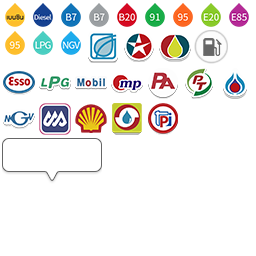 เบนซิน Diesel B7 B7 B20 91 95 E20 E85
95 LPG NGV
Esso LPG Mobil mp PA PT
NGV